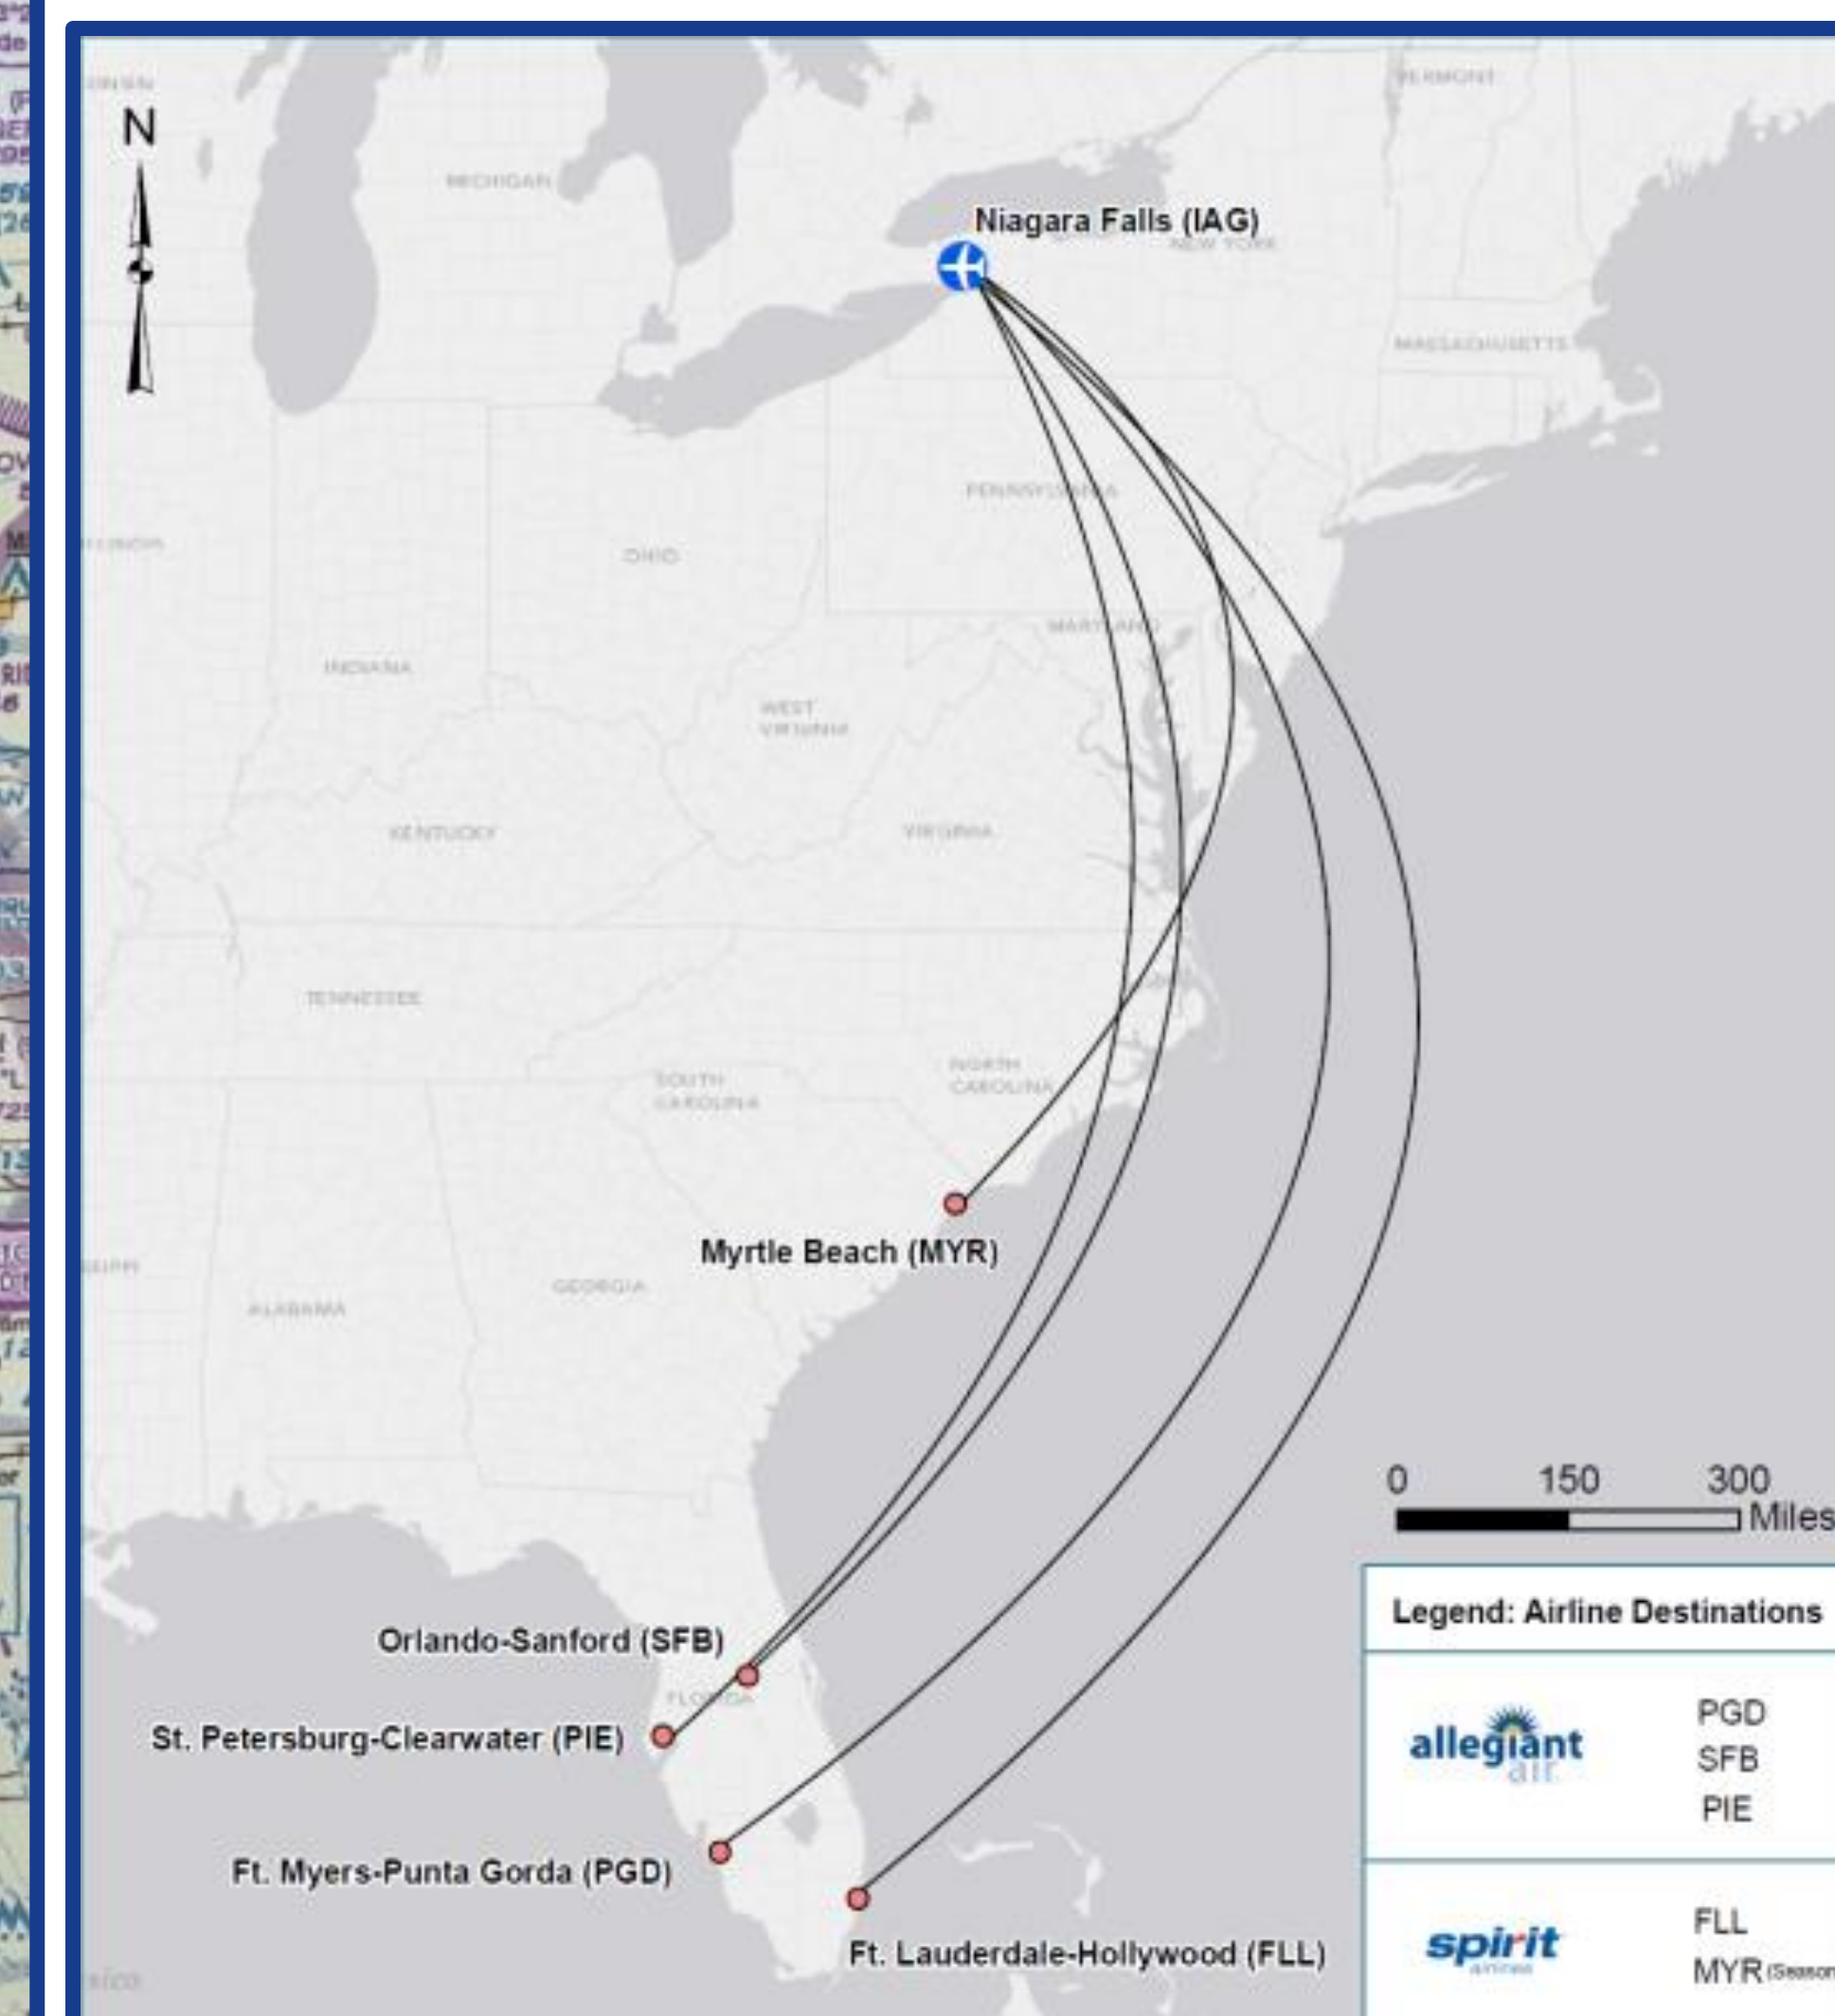 N
VERMONT
MICHIGAN
Niagara Falls (IAG)
NEW YORK
MASSACHUSETTS
PENNSYLVANIA
OHIO
MARYLAND
INDIANA
WEST
VIRGINIA
KENTUCKY
VIRGINIA
TENNESSEE
NORTH
CAROLINA
SOUTH
CAROLINA
Myrtle Beach (MYR)
GEORGIA
ALABAMA
0 150 300
Miles
Legend: Airline Destinations
Orlando-Sanford (SFB)
FLORIDA
St. Petersburg-Clearwater (PIE)
allegiant
air
PGD
SFB
PIE
Ft. Myers-Punta Gorda (PGD)
Ft. Lauderdale-Hollywood (FLL)
spirit
airlines
FLL
MYR (Season